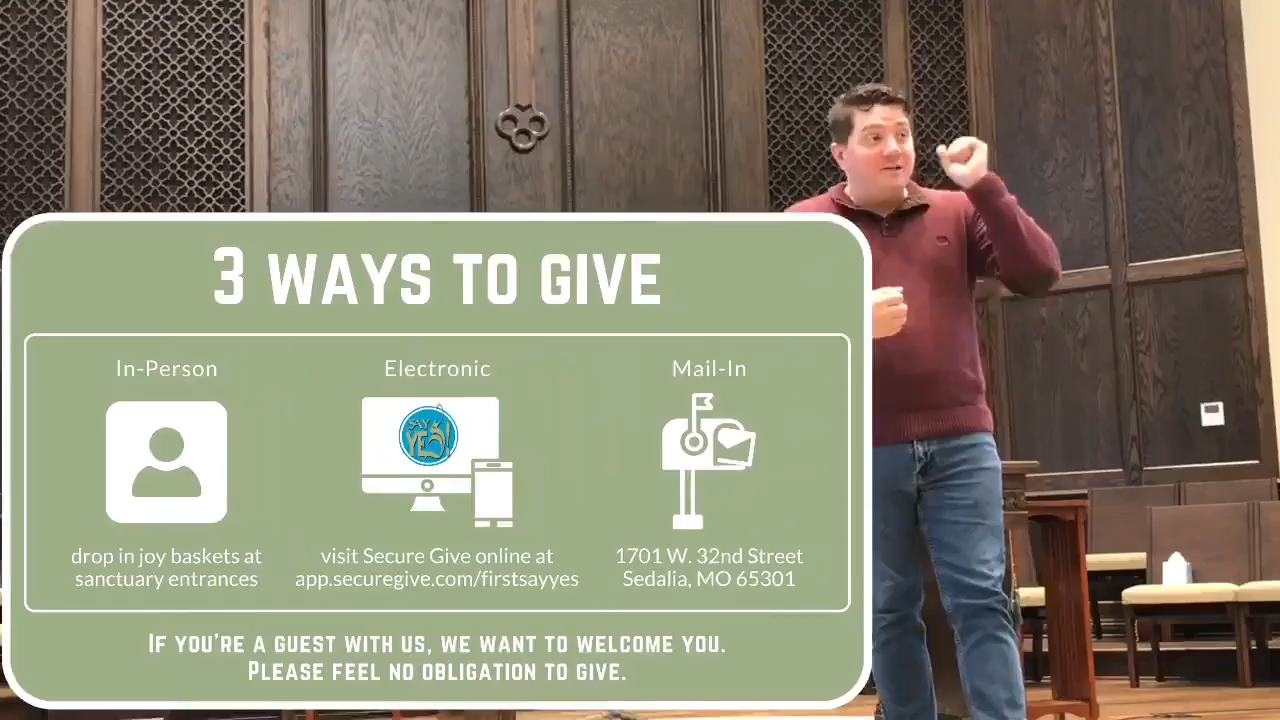 3 WAYS TO GIVE
In-Person
Electronic
Mail-In
SAY
YES!
drop in joy baskets at
sanctuary entrances
visit Secure Give online at
app.securegive.com/firstsayyes
1701 W. 32nd Street
Sedalia, MO 65301
IF YOU'RE A GUEST WITH US, WE WANT TO WELCOME YOU.
PLEASE FEEL NO OBLIGATION TO GIVE.